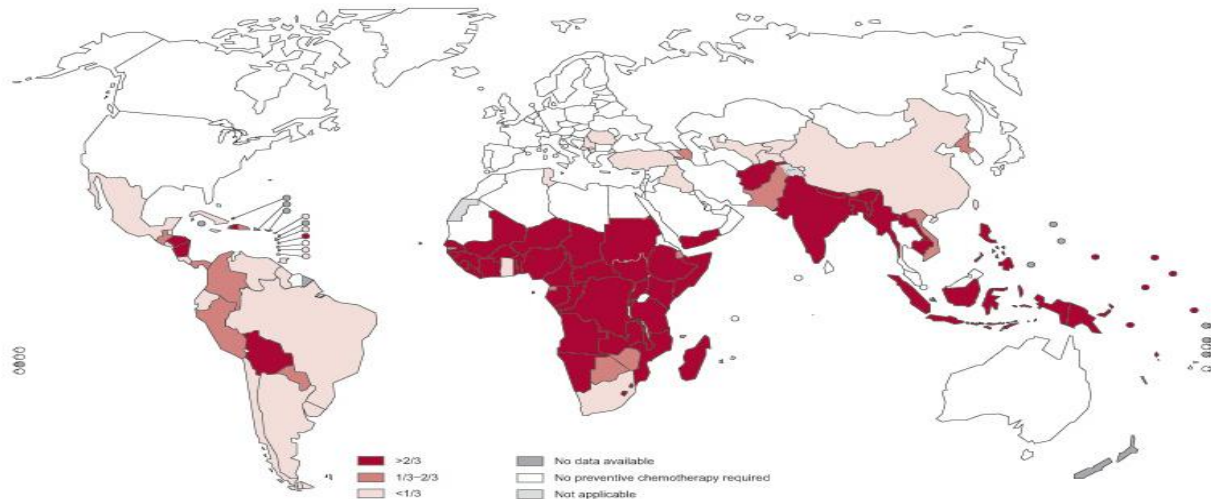 >2/3
1/3–2/3
<1/3
No data available
No preventive chemotherapy required
Not applicable